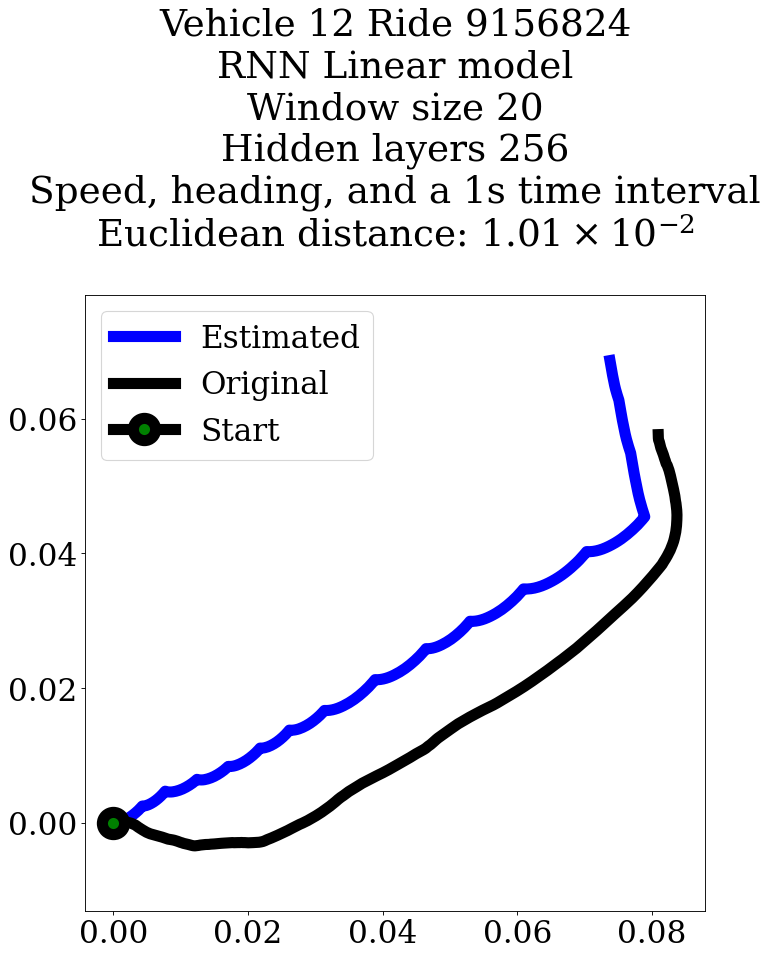 Vehicle 12 Ride 9156824
RNN Linear model
Window size 20
Hidden layers 256
Speed, heading, and a 1s time interval
Euclidean distance: 1.01 × 10⁻²
Estimated
Original
Start
0.06
0.04
0.02
0.00
0.00 0.02 0.04 0.06 0.08